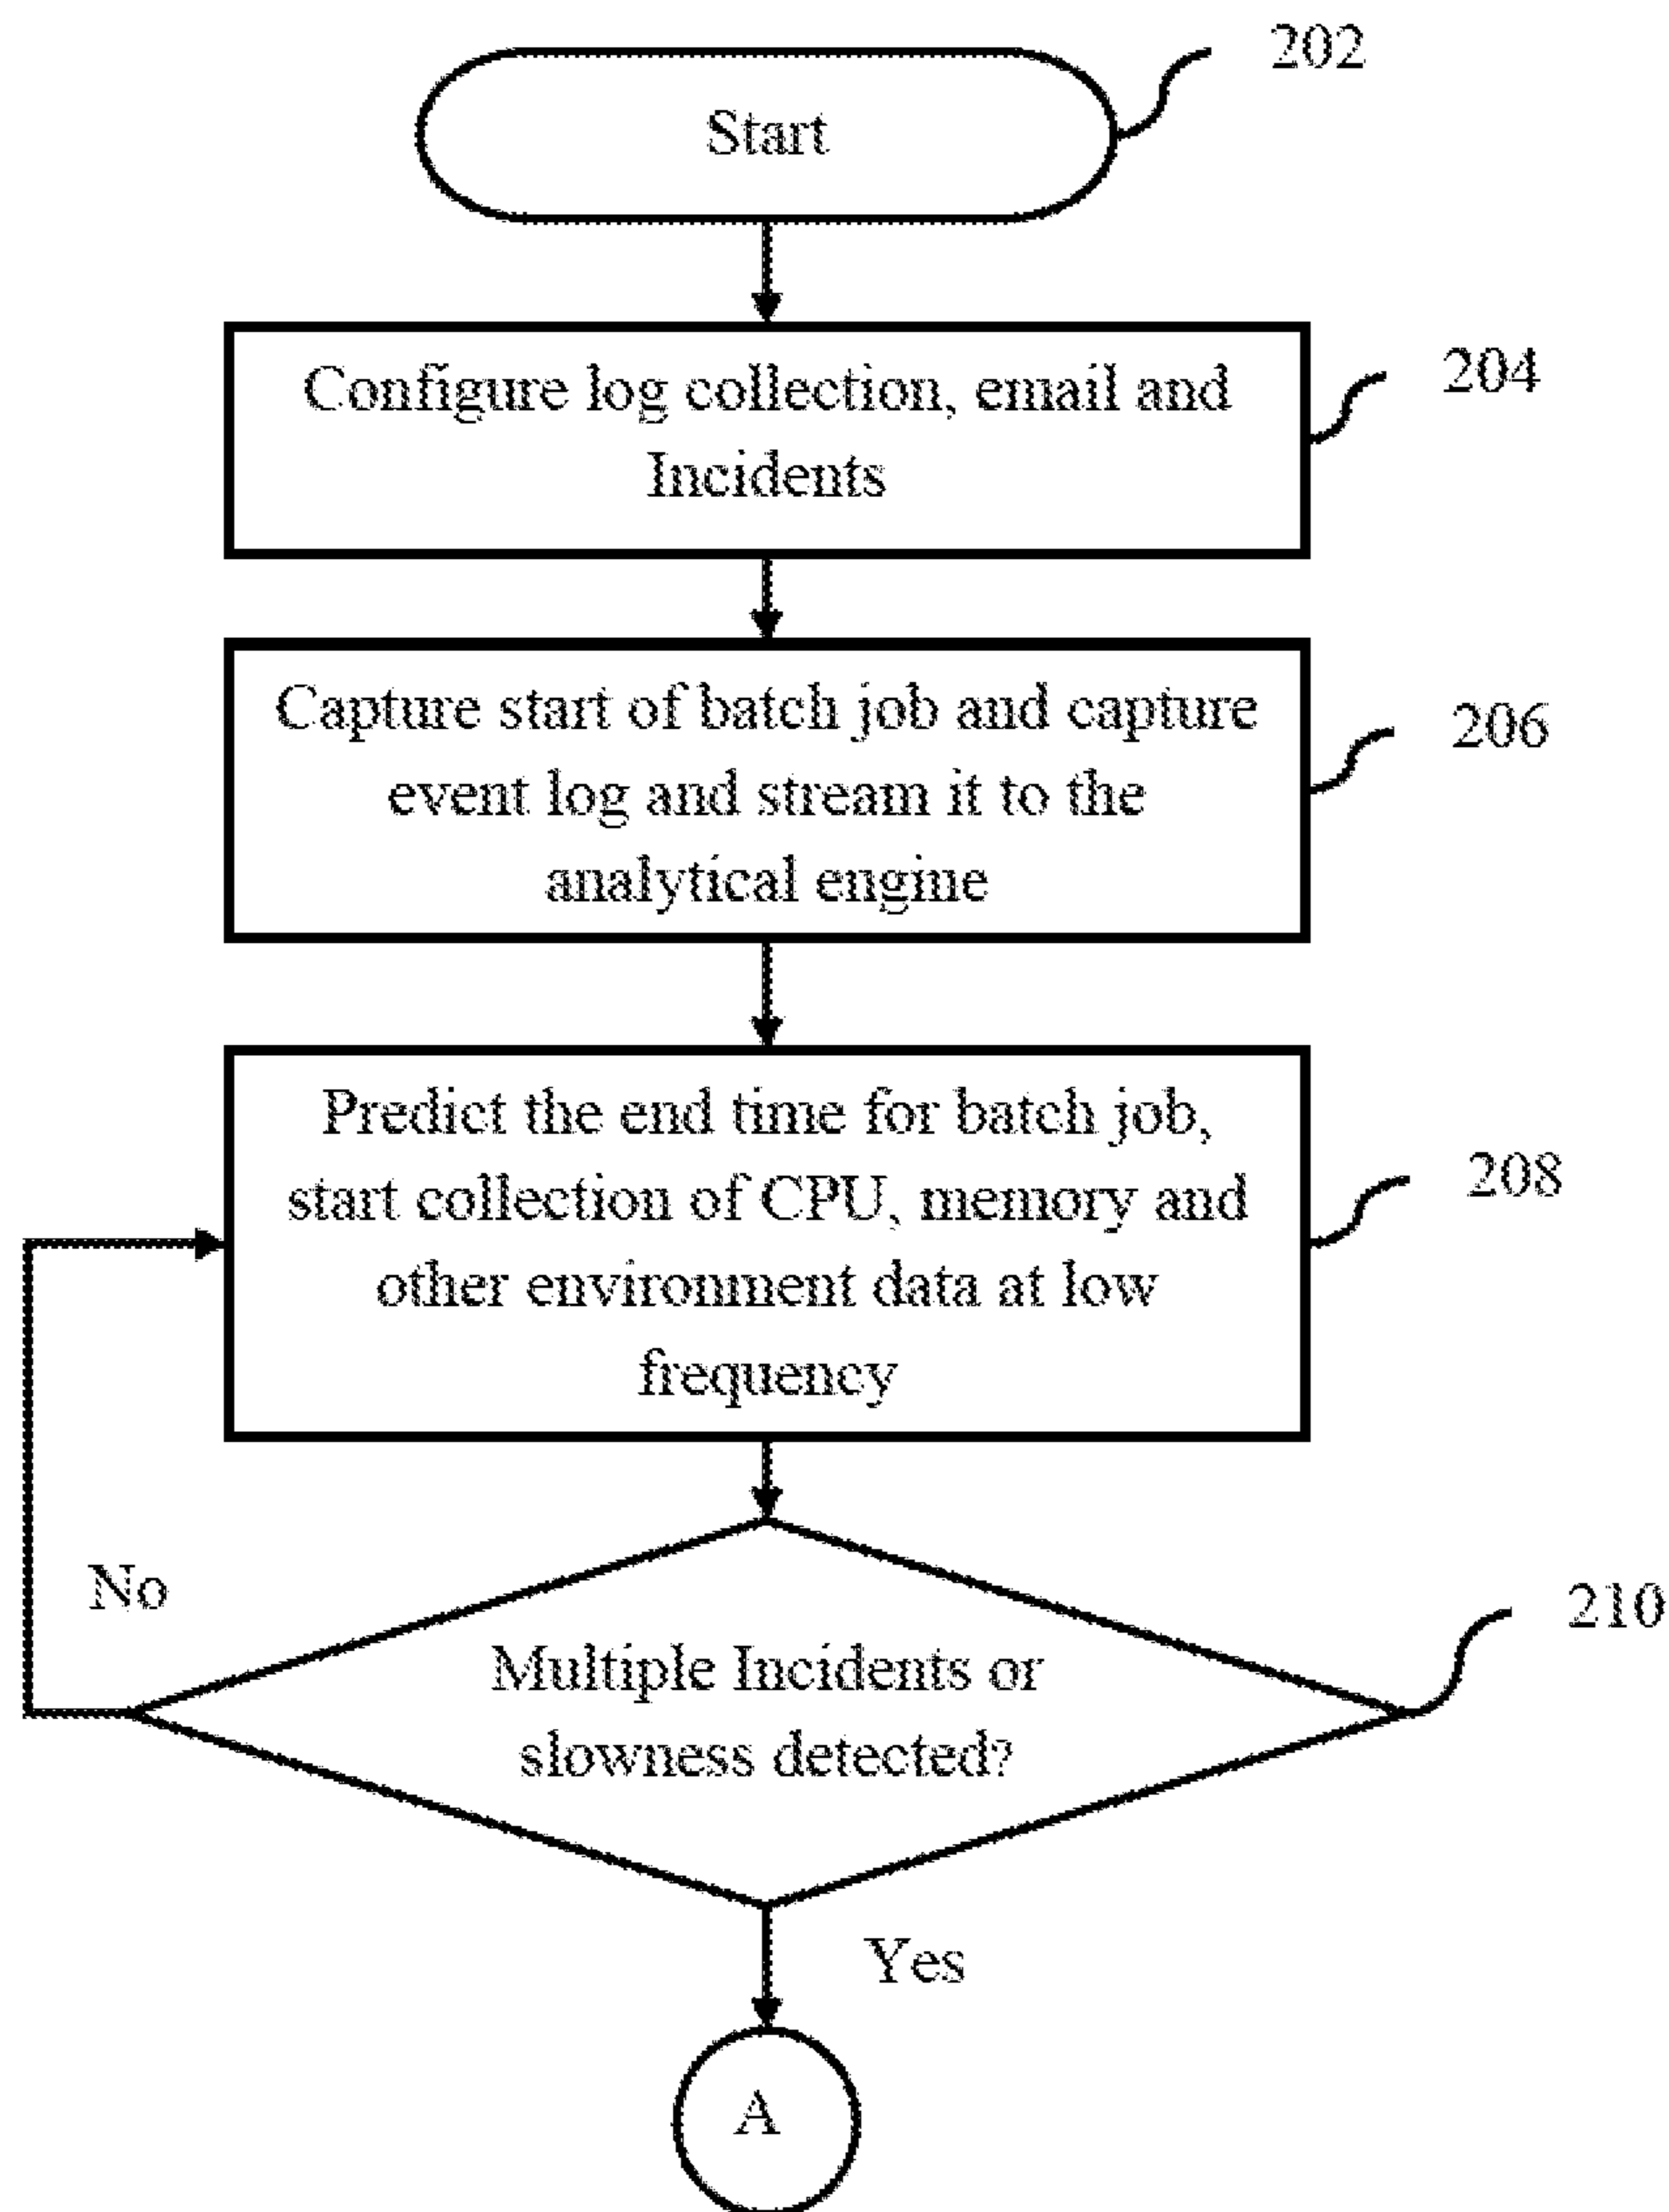 202
Start
204
Configure log collection, email and
Incidents
206
Capture start of batch job and capture
event log and stream it to the
analytical engine
208
Predict the end time for batch job,
start collection of CPU, memory and
other environment data at low
frequency
No
210
Multiple Incidents or
slowness detected?
Yes
A